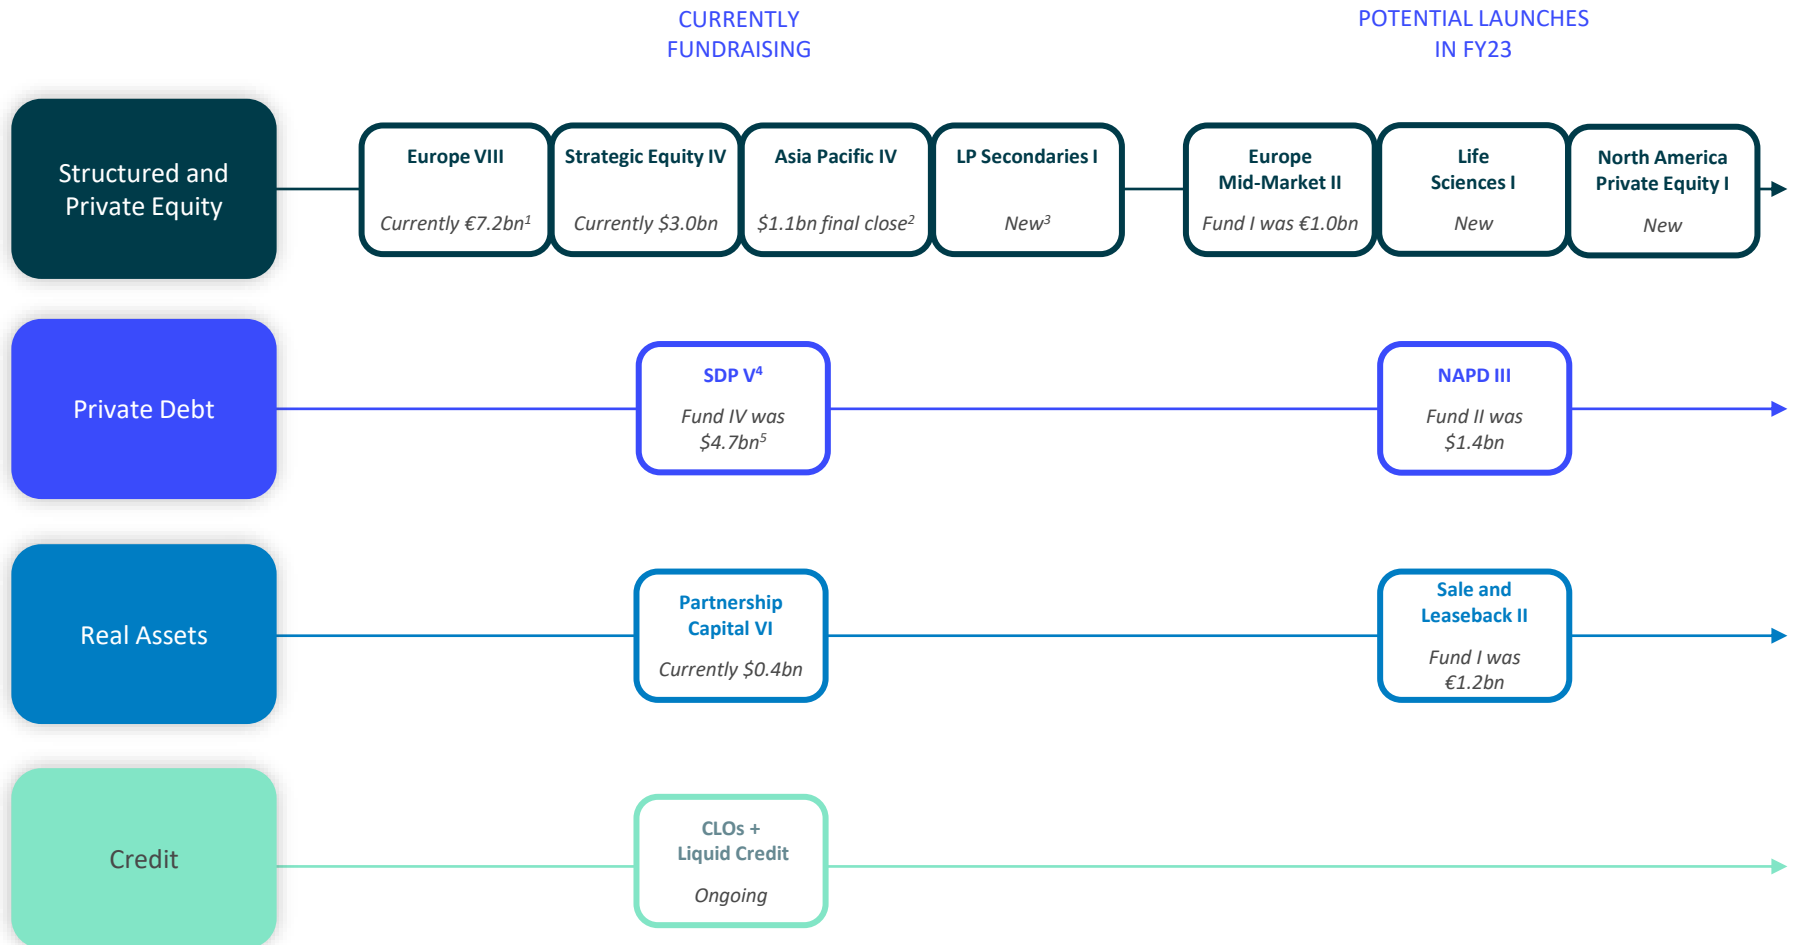 CURRENTLY
FUNDRAISING
POTENTIAL LAUNCHES
IN FY23
Structured and
Private Equity
Europe VIII
Currently €7.2bn¹
Strategic Equity IV
Currently $3.0bn
Asia Pacific IV
$1.1bn final close²
LP Secondaries I
New³
Europe
Mid-Market II
Fund I was €1.0bn
Life
Sciences I
New
North America
Private Equity I
New
Private Debt
SDP V⁴
Fund IV was
$4.7bn⁵
NAPD III
Fund II was
$1.4bn
Real Assets
Partnership
Capital VI
Currently $0.4bn
Sale and
Leaseback II
Fund I was
€1.2bn
Credit
CLOs +
Liquid Credit
Ongoing